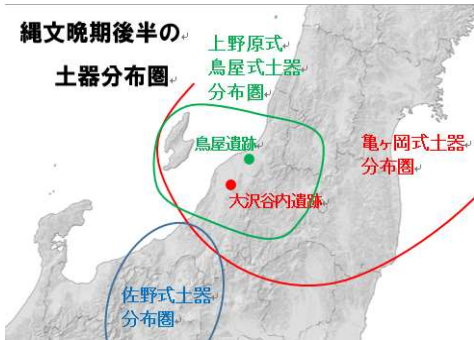 縄文晩期後半の
土器分布圏
上野原式
鳥屋式土器
分布圏
鳥屋遺跡
亀ヶ岡式土器
分布圏
大沢谷内遺跡
佐野式土器
分布圏